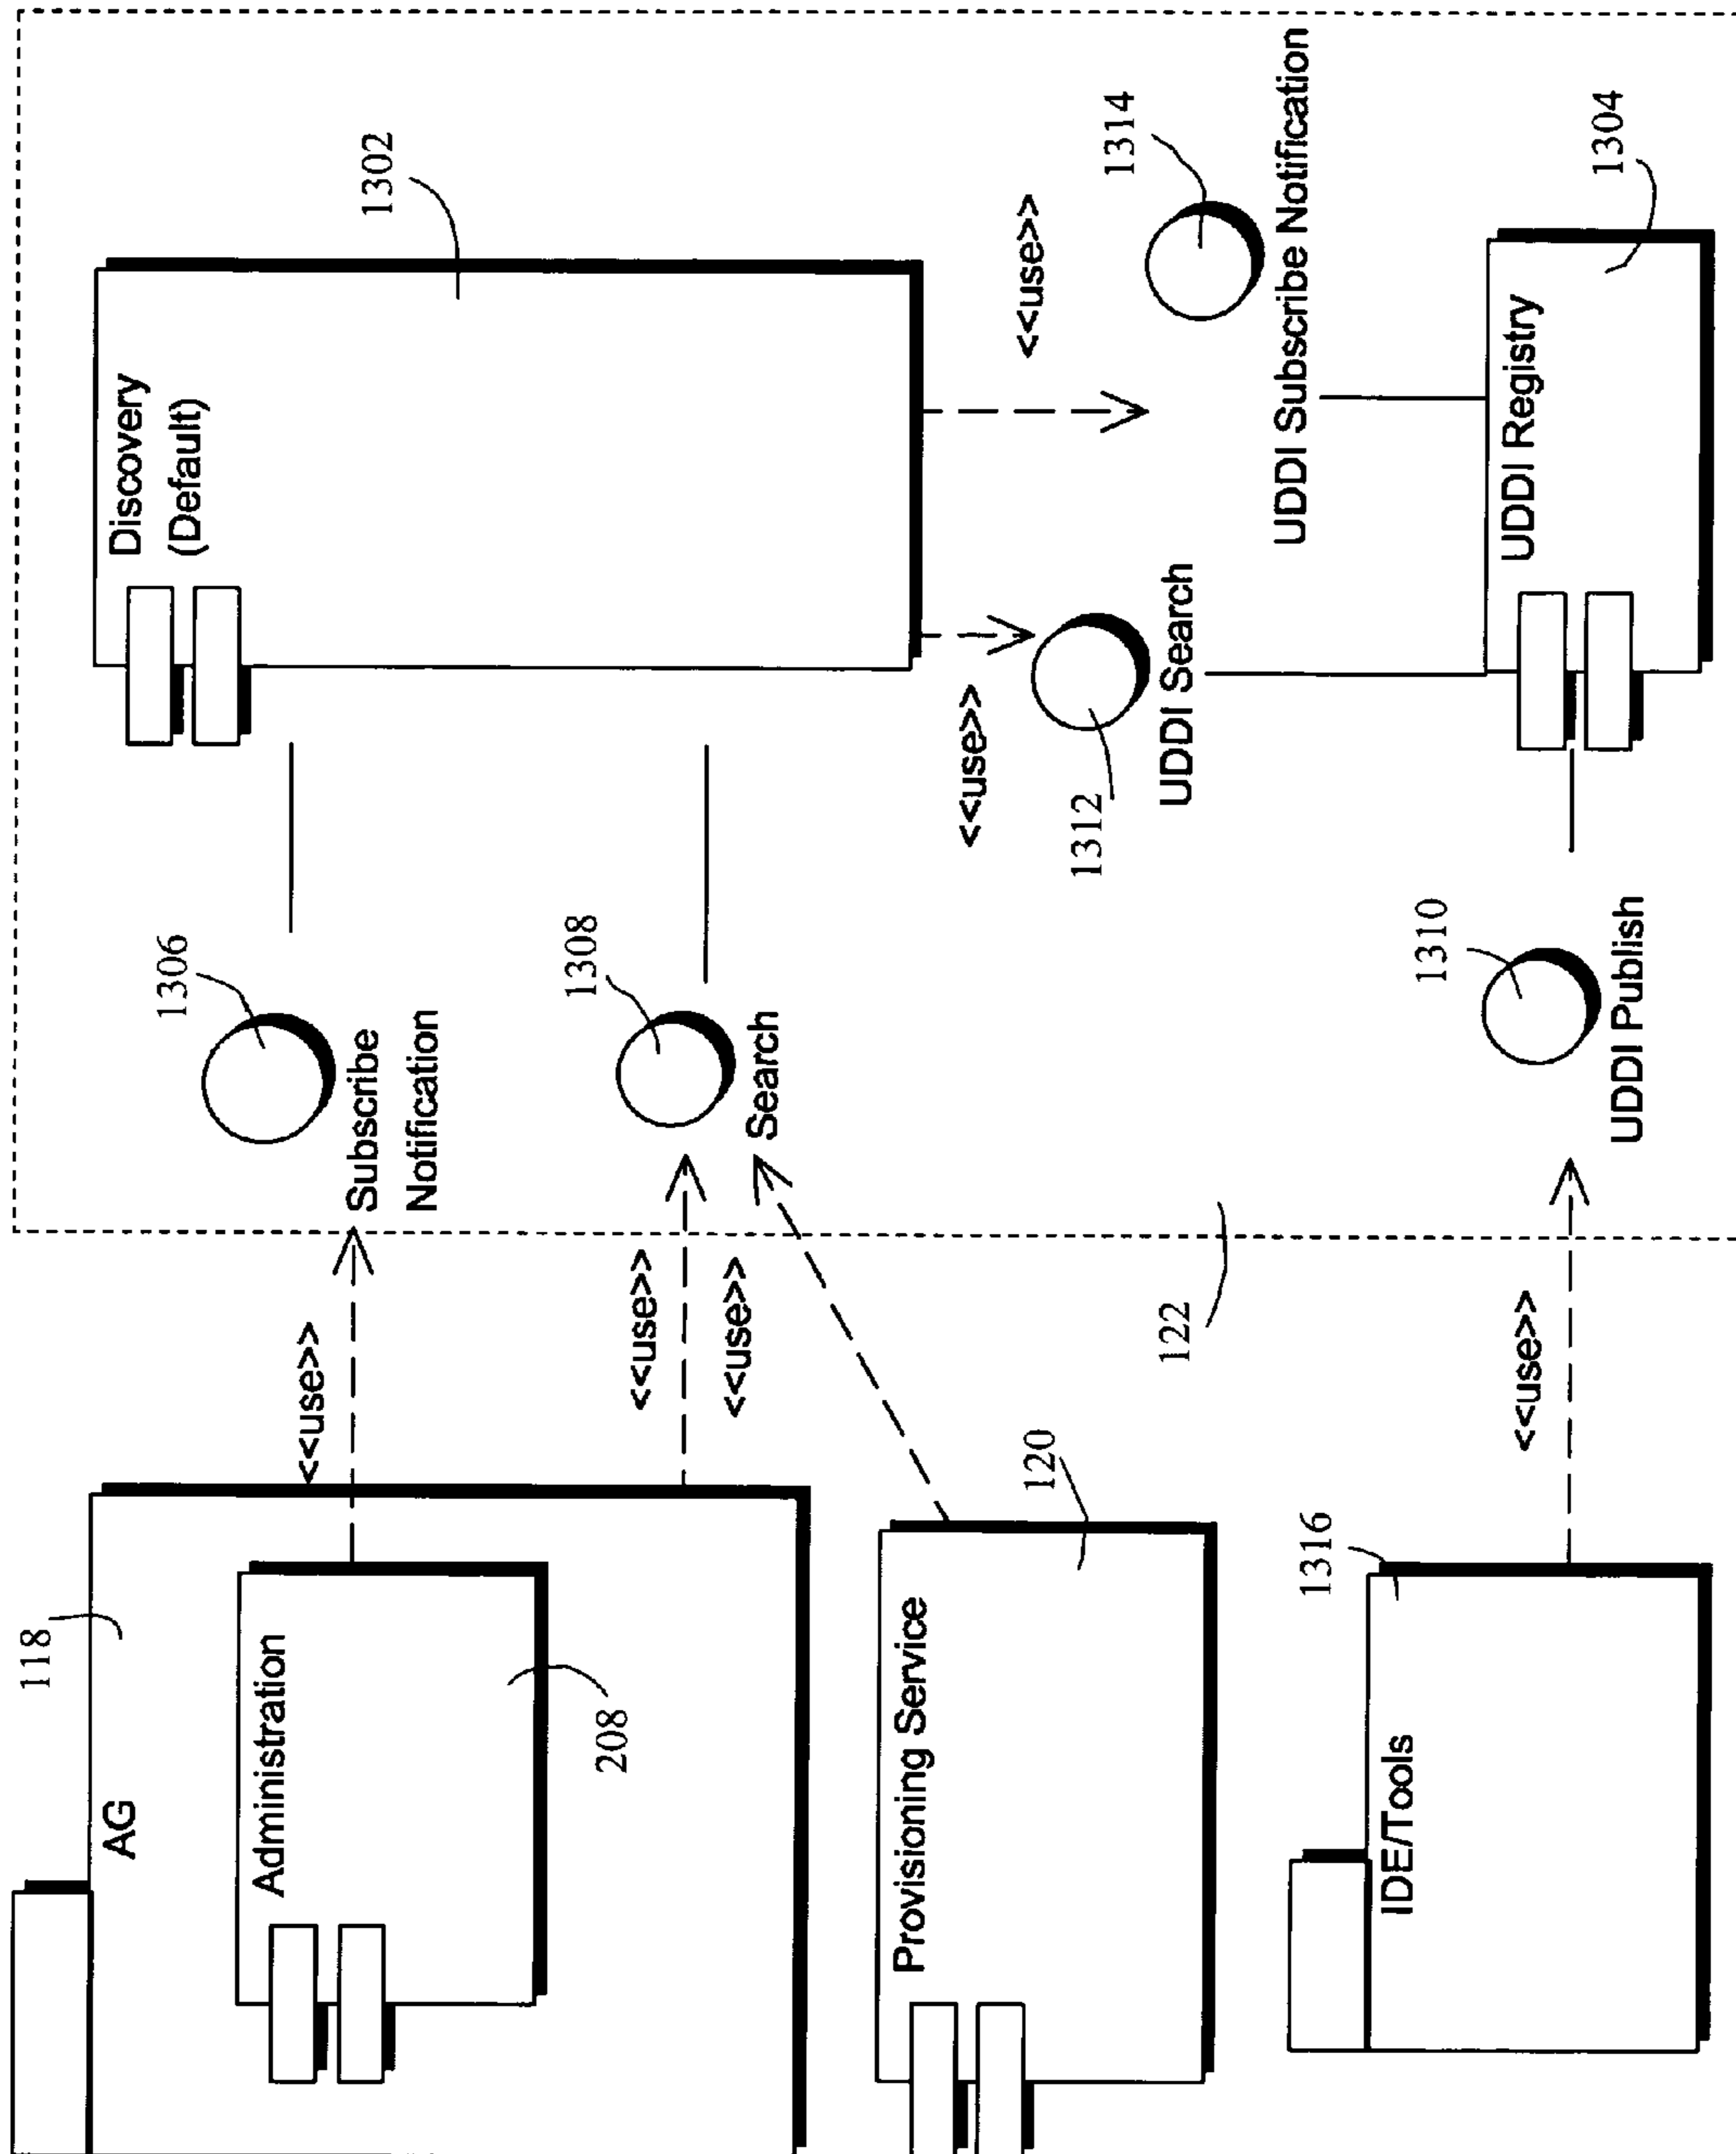 118
AG
Administration
208
<<use>>
Subscribe
Notification
1306
Discovery
(Default)
1302
<<use>>
<<use>>
Search
1308
Provisioning Service
120
122
<<use>>
1312
UDDI Search
<<use>>
1314
UDDI Subscribe Notification
1316
IDE/Tools
<<use>>
1310
UDDI Publish
UDDI Registry
1304